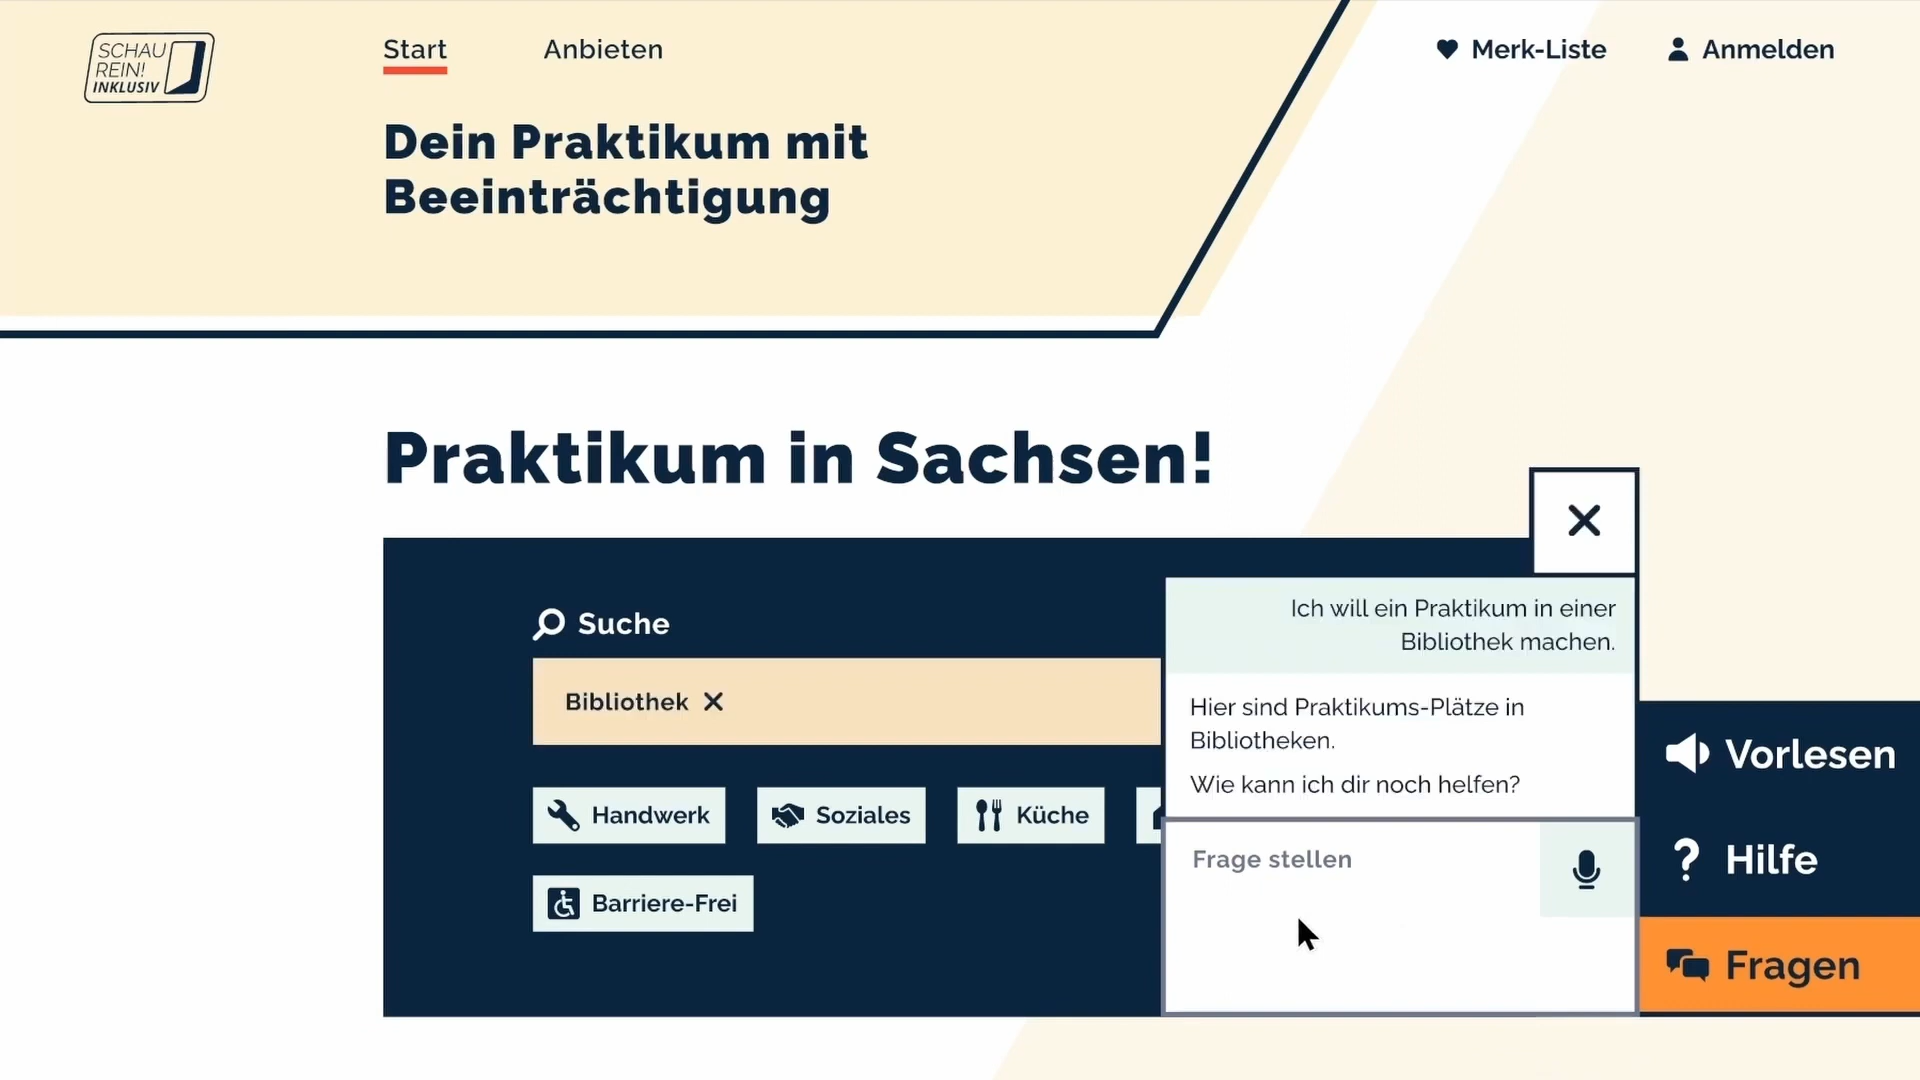 SCHAU
REIN!
INKLUSIV
Start
Anbieten
Merk-Liste
Anmelden
Dein Praktikum mit
Beeinträchtigung
Praktikum in Sachsen!
Suche
Bibliothek
Handwerk
Soziales
Küche
Barriere-Frei
Ich will ein Praktikum in einer
Bibliothek machen.
Hier sind Praktikums-Plätze in
Bibliotheken.
Wie kann ich dir noch helfen?
Frage stellen
Vorlesen
Hilfe
Fragen